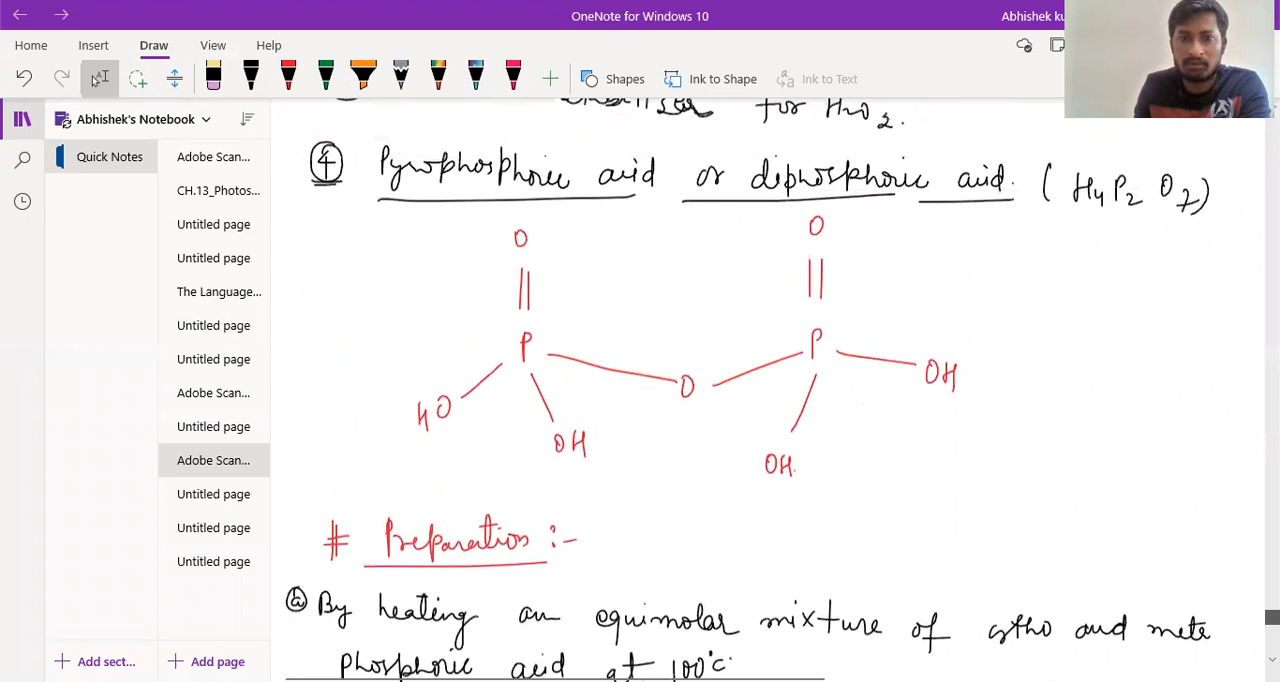 OneNote for Windows 10
Abhishek ku
Home Insert Draw View Help
Shapes Ink to Shape Ink to Text
Abhishek's Notebook
Quick Notes
Adobe Scan...
CH.13_Photos...
Untitled page
Untitled page
The Language...
Untitled page
Untitled page
Adobe Scan...
Untitled page
Adobe Scan...
Untitled page
Untitled page
Untitled page
+ Add sect... + Add page
for H₂O₂.
④ Pyrophosphoric acid or diphosphoric acid. (H₄P₂O₇)
O O
P P
HO O OH
OH OH
# Preparation :-
ⓐ By heating an equimolar mixture of ortho and meta
phosphoric acid at 100°C.